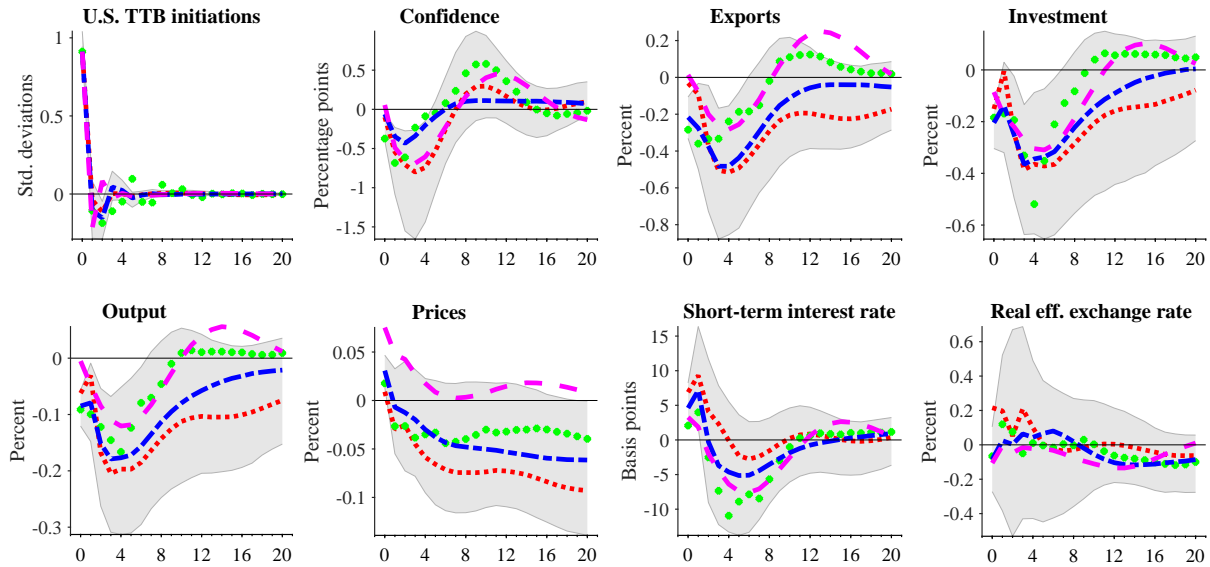 U.S. TTB initiations
Confidence
Exports
Investment
Std. deviations
1
0.5
0
0 4 8 12 16 20
Percentage points
0.5
0
-0.5
-1
-1.5
0 4 8 12 16 20
Percent
0.2
0
-0.2
-0.4
-0.6
-0.8
0 4 8 12 16 20
Percent
0
-0.2
-0.4
-0.6
0 4 8 12 16 20
Output
Prices
Short-term interest rate
Real eff. exchange rate
Percent
0
-0.1
-0.2
-0.3
0 4 8 12 16 20
Percent
0.05
0
-0.05
-0.1
0 4 8 12 16 20
Basis points
15
10
5
0
-5
-10
0 4 8 12 16 20
Percent
0.6
0.4
0.2
0
-0.2
-0.4
0 4 8 12 16 20